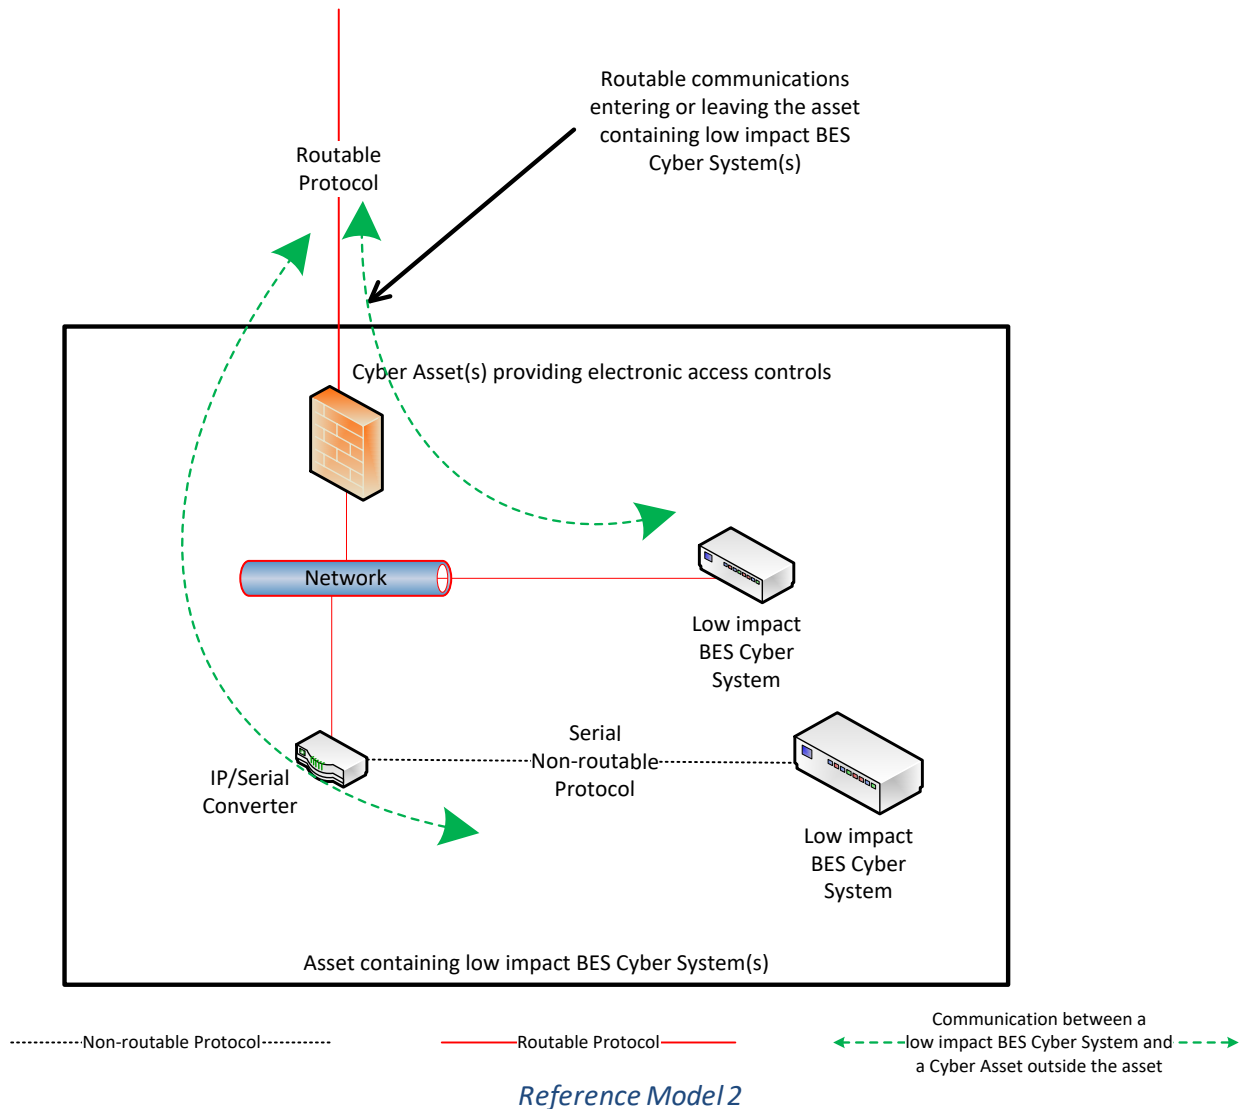 Routable communications
entering or leaving the asset
containing low impact BES
Cyber System(s)
Routable
Protocol
Cyber Asset(s) providing electronic access controls
Network
Low impact
BES Cyber
System
IP/Serial
Converter
Serial
Non-routable
Protocol
Low impact
BES Cyber
System
Asset containing low impact BES Cyber System(s)
Non-routable Protocol
Routable Protocol
Communication between a
low impact BES Cyber System and
a Cyber Asset outside the asset
Reference Model 2